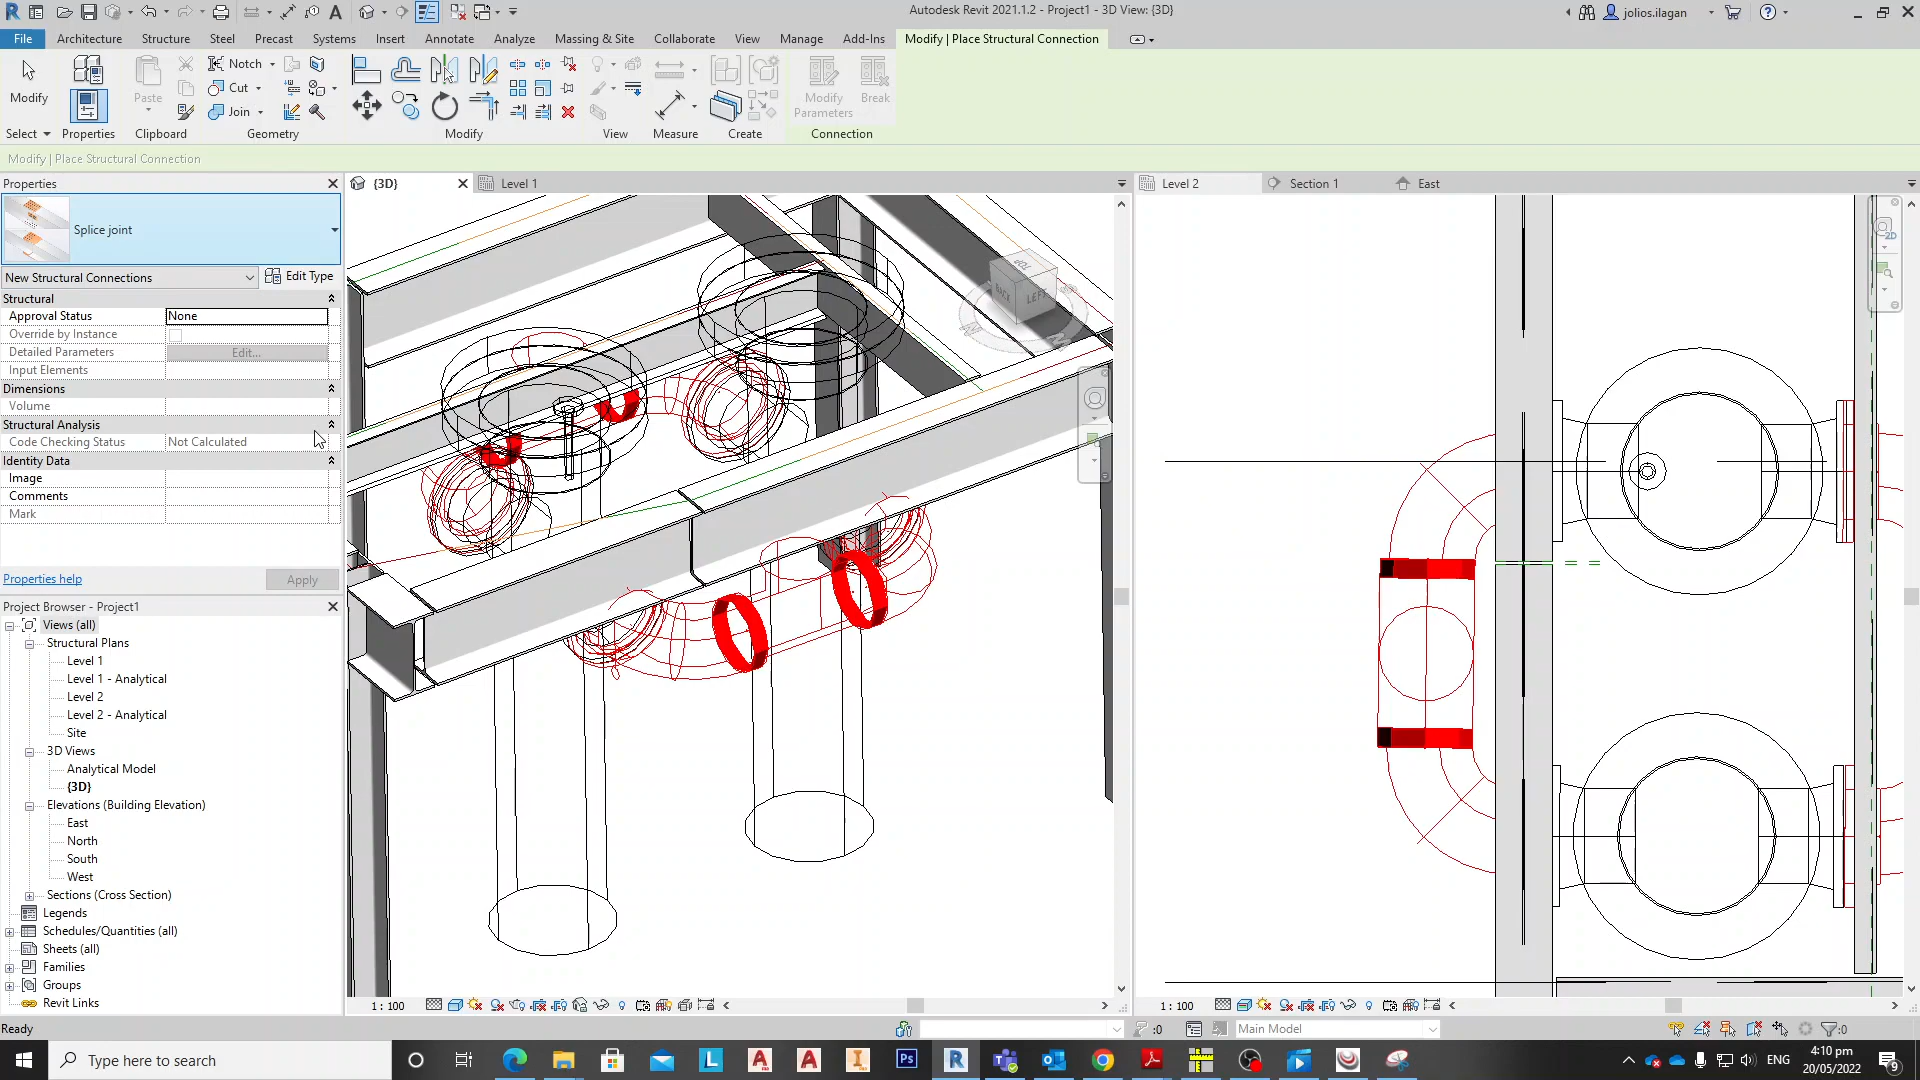 Autodesk Revit 2021.1.2 - Project1 - 3D View: {3D}
jolios.ilagan
File Architecture Structure Steel Precast Systems Insert Annotate Analyze Massing & Site Collaborate View Manage Add-Ins Modify | Place Structural Connection
Modify
Paste
Notch
Cut
Join
Modify Parameters
Break
Select Properties Clipboard Geometry Modify View Measure Create Connection
Modify | Place Structural Connection
Properties
Splice joint
New Structural Connections
Edit Type
Structural
Approval Status None
Override by Instance
Detailed Parameters Edit...
Input Elements
Dimensions
Volume
Structural Analysis
Code Checking Status Not Calculated
Identity Data
Image
Comments
Mark
Properties help
Apply
Project Browser - Project1
Views (all)
Structural Plans
Level 1
Level 1 - Analytical
Level 2
Level 2 - Analytical
Site
3D Views
Analytical Model
{3D}
Elevations (Building Elevation)
East
North
South
West
Sections (Cross Section)
Legends
Schedules/Quantities (all)
Sheets (all)
Families
Groups
Revit Links
{3D}
Level 1
Level 2
Section 1
East
TOP
BACK
LEFT
2D
1 : 100
1 : 100
Ready
:0
Main Model
:0
Type here to search
ENG
4:10 pm
20/05/2022
9